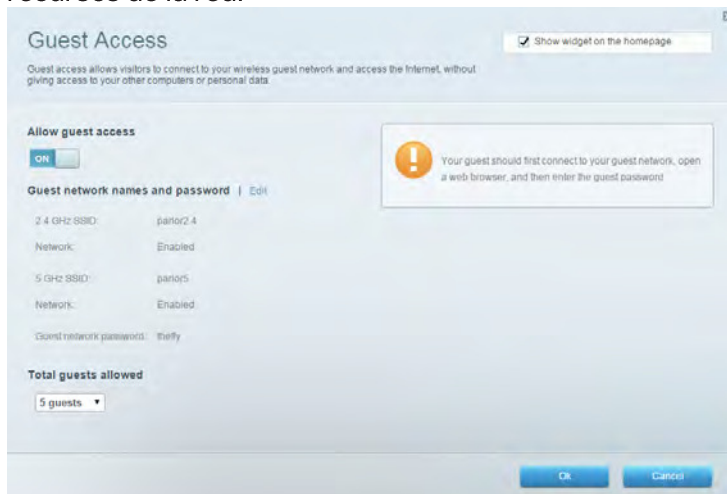 recursos de la red.
Guest Access
Show widget on the homepage
Guest access allows visitors to connect to your wireless guest network and access the Internet, without
giving access to your other computers or personal data.
Allow guest access
ON
Your guest should first connect to your guest network, open
a web browser, and then enter the guest password
Guest network names and password | Edit
2.4 GHz SSID:
Network: Enabled
5 GHz SSID:
Network: Enabled
Guest network password:
Total guests allowed
5 guests
Ok
Cancel